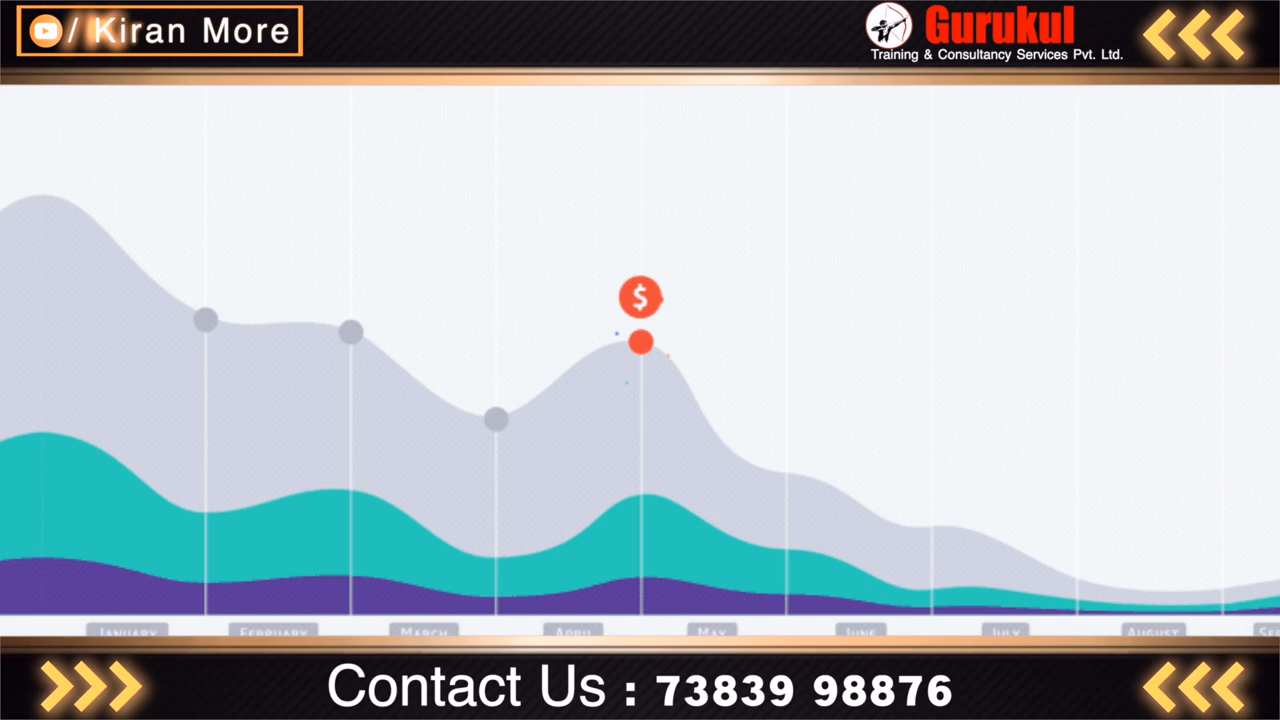 / Kiran More
Gurukul
Training & Consultancy Services Pvt. Ltd.
$
JANUARY FEBRUARY MARCH APRIL MAY JUNE JULY AUGUST
Contact Us : 73839 98876